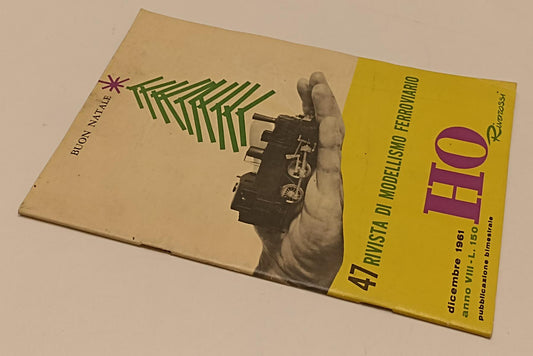 BUON NATALE
47 RIVISTA DI MODELLISMO FERROVIARIO
HO
Rivarossi
dicembre 1961
anno VIII - L. 150
pubblicazione bimestrale